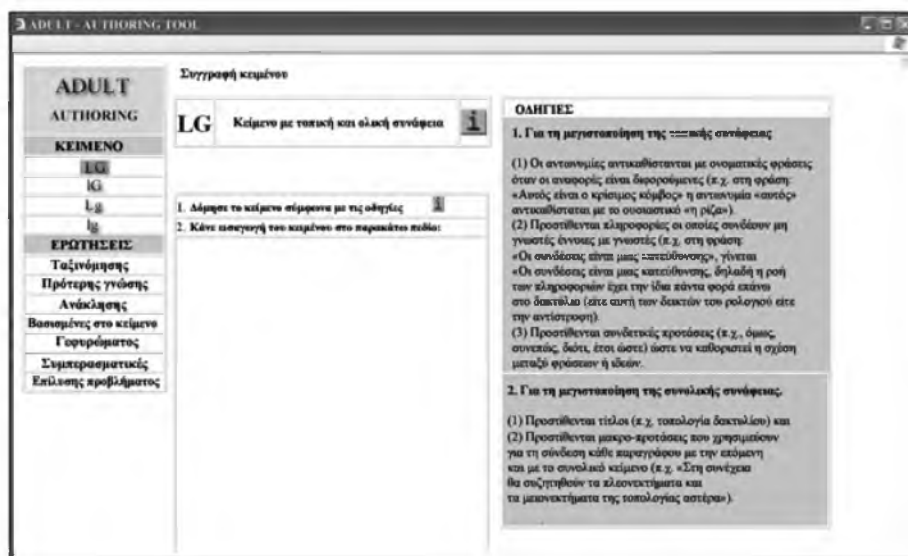 ADULT - AUTHORING TOOL
ADULT
AUTHORING
ΚΕΙΜΕΝΟ
LG
lG
Lg
lg
ΕΡΩΤΗΣΕΙΣ
Ταξινόμησης
Πρότερης γνώσης
Ανάκλησης
Βασισμένες στο κείμενο
Γεφυρώματος
Συμπερασματικές
Επίλυσης προβλήματος
Συγγραφή κειμένου
LG
Κείμενο με τοπική και ολική συνάφεια
i
1. Δόμησε το κείμενο σύμφωνα με τις οδηγίες i
2. Κάνε εισαγωγή του κειμένου στο παρακάτω πεδίο:
ΟΔΗΓΙΕΣ
1. Για τη μεγιστοποίηση της τοπικής συνάφειας
(1) Οι αντωνυμίες αντικαθίστανται με ονοματικές φράσεις
όταν οι αναφορές είναι διφορούμενες (π.χ. στη φράση:
«Αυτός είναι ο κρίσιμος κόμβος» η αντωνυμία «αυτός»
αντικαθίσταται με το ουσιαστικό «η ρίζα»).
(2) Προστίθενται πληροφορίες οι οποίες συνδέουν μη
γνωστές έννοιες με γνωστές (π.χ. στη φράση:
«Οι συνδέσεις είναι μιας κατεύθυνσης», γίνεται
«Οι συνδέσεις είναι μιας κατεύθυνσης, δηλαδή η ροή
των πληροφοριών έχει την ίδια πάντα φορά επάνω
στο δακτύλιο (είτε αυτή των δεικτών του ρολογιού είτε
την αντίστροφη).
(3) Προστίθενται συνδετικές προτάσεις (π.χ., όμως,
συνεπώς, διότι, έτσι ώστε) ώστε να καθοριστεί η σχέση
μεταξύ φράσεων ή ιδεών.
2. Για τη μεγιστοποίηση της συνολικής συνάφειας.
(1) Προστίθενται τίτλοι (π.χ. τοπολογία δακτυλίου) και
(2) Προστίθενται μακρο-προτάσεις που χρησιμεύουν
για τη σύνδεση κάθε παραγράφου με την επόμενη
και με το συνολικό κείμενο (π.χ. «Στη συνέχεια
θα συζητηθούν τα πλεονεκτήματα και
τα μειονεκτήματα της τοπολογίας αστέρα»).